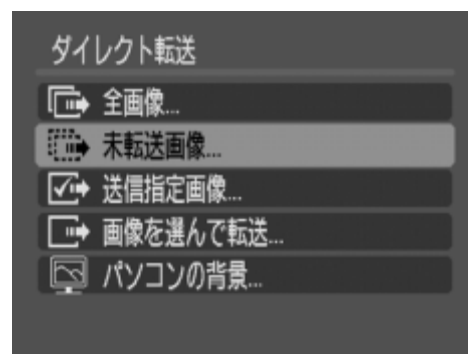 ダイレクト転送
全画像...
未転送画像...
送信指定画像...
画像を選んで転送...
パソコンの背景...